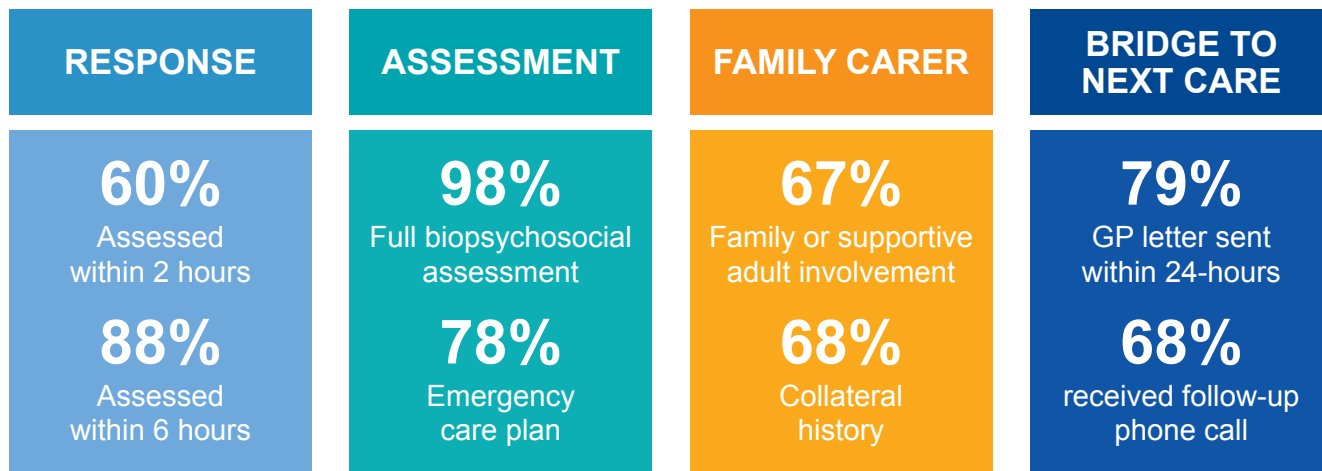 RESPONSE
60%
Assessed
within 2 hours
88%
Assessed
within 6 hours
ASSESSMENT
98%
Full biopsychosocial
assessment
78%
Emergency
care plan
FAMILY CARER
67%
Family or supportive
adult involvement
68%
Collateral
history
BRIDGE TO
NEXT CARE
79%
GP letter sent
within 24-hours
68%
received follow-up
phone call